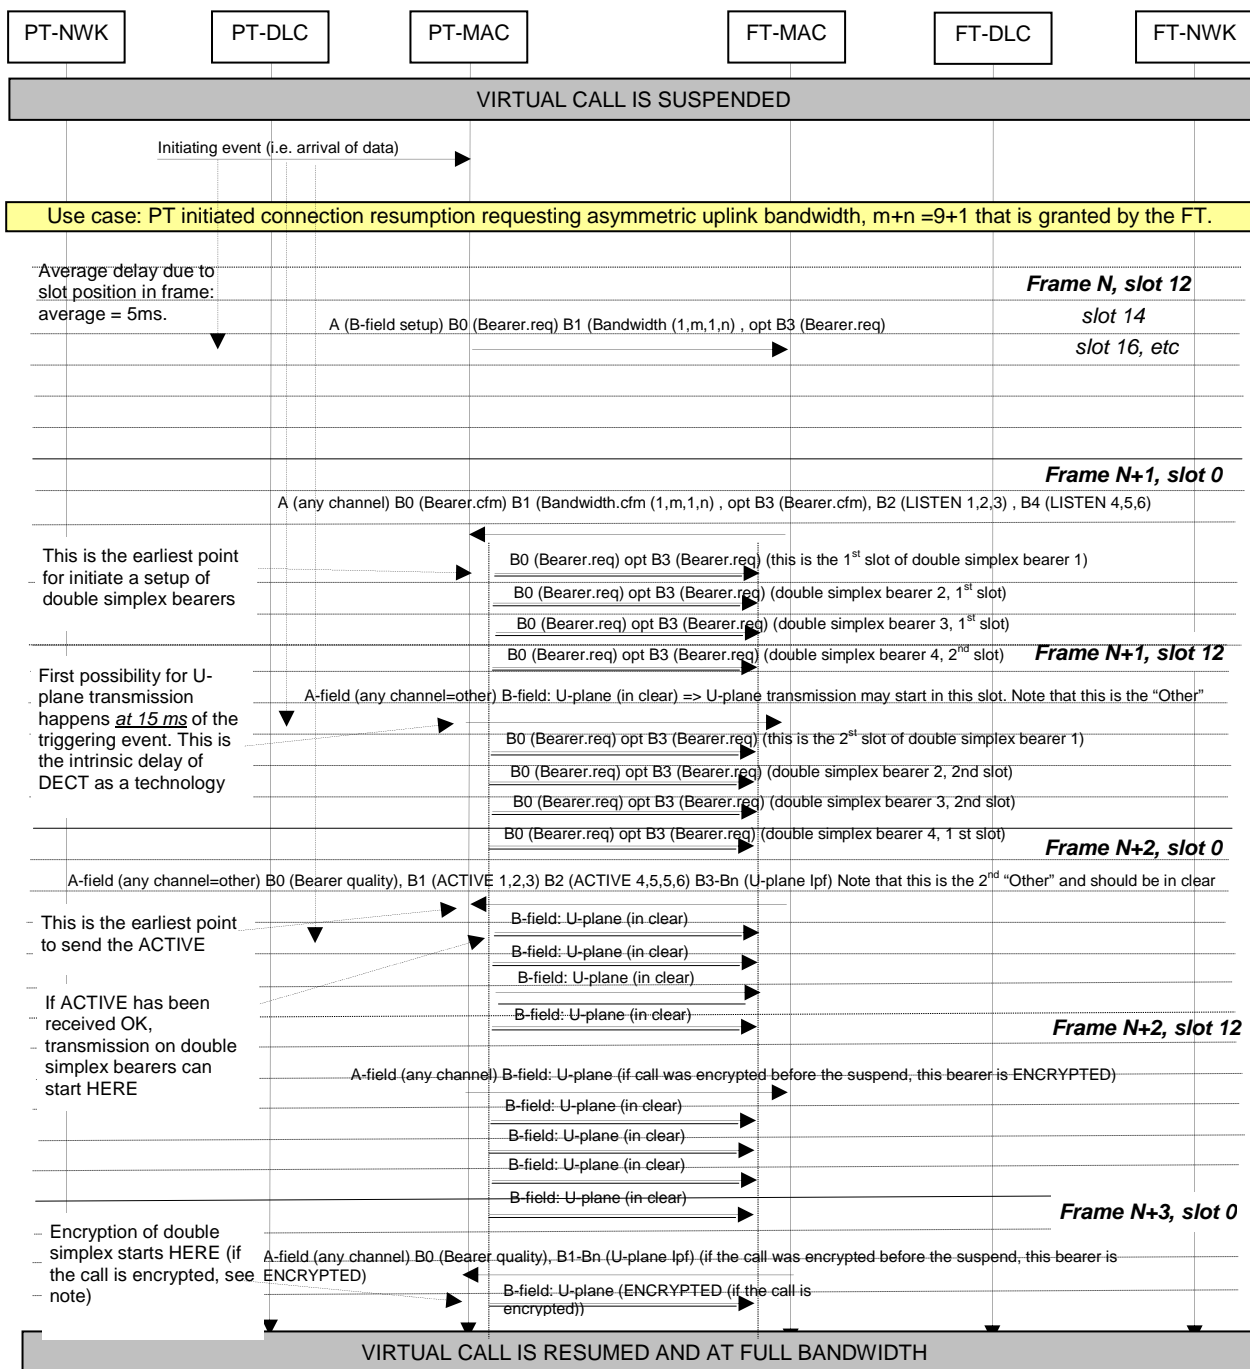 PT-NWK PT-DLC PT-MAC FT-MAC FT-DLC FT-NWK
VIRTUAL CALL IS SUSPENDED
Initiating event (i.e. arrival of data)
Use case: PT initiated connection resumption requesting asymmetric uplink bandwidth, m+n =9+1 that is granted by the FT.
Average delay due to
slot position in frame:
average = 5ms.
Frame N, slot 12
slot 14
slot 16, etc
A (B-field setup) B0 (Bearer.req) B1 (Bandwidth (1,m,1,n) , opt B3 (Bearer.req)
Frame N+1, slot 0
A (any channel) B0 (Bearer.cfm) B1 (Bandwidth.cfm (1,m,1,n) , opt B3 (Bearer.cfm), B2 (LISTEN 1,2,3) , B4 (LISTEN 4,5,6)
This is the earliest point
for initiate a setup of
double simplex bearers
B0 (Bearer.req) opt B3 (Bearer.req) (this is the 1st slot of double simplex bearer 1)
B0 (Bearer.req) opt B3 (Bearer.req) (double simplex bearer 2, 1st slot)
B0 (Bearer.req) opt B3 (Bearer.req) (double simplex bearer 3, 1st slot)
B0 (Bearer.req) opt B3 (Bearer.req) (double simplex bearer 4, 2nd slot)
Frame N+1, slot 12
First possibility for U-
plane transmission
happens at 15 ms of the
triggering event. This is
the intrinsic delay of
DECT as a technology
A-field (any channel=other) B-field: U-plane (in clear) => U-plane transmission may start in this slot. Note that this is the “Other”
B0 (Bearer.req) opt B3 (Bearer.req) (this is the 2st slot of double simplex bearer 1)
B0 (Bearer.req) opt B3 (Bearer.req) (double simplex bearer 2, 2nd slot)
B0 (Bearer.req) opt B3 (Bearer.req) (double simplex bearer 3, 2nd slot)
B0 (Bearer.req) opt B3 (Bearer.req) (double simplex bearer 4, 1 st slot)
Frame N+2, slot 0
A-field (any channel=other) B0 (Bearer quality), B1 (ACTIVE 1,2,3) B2 (ACTIVE 4,5,5,6) B3-Bn (U-plane Ipf) Note that this is the 2nd “Other” and should be in clear
This is the earliest point
to send the ACTIVE
B-field: U-plane (in clear)
B-field: U-plane (in clear)
B-field: U-plane (in clear)
B-field: U-plane (in clear)
If ACTIVE has been
received OK,
transmission on double
simplex bearers can
start HERE
Frame N+2, slot 12
A-field (any channel) B-field: U-plane (if call was encrypted before the suspend, this bearer is ENCRYPTED)
B-field: U-plane (in clear)
B-field: U-plane (in clear)
B-field: U-plane (in clear)
B-field: U-plane (in clear)
Frame N+3, slot 0
Encryption of double
simplex starts HERE (if
the call is encrypted, see
note)
A-field (any channel) B0 (Bearer quality), B1-Bn (U-plane Ipf) (if the call was encrypted before the suspend, this bearer is
ENCRYPTED)
B-field: U-plane (ENCRYPTED (if the call is
encrypted))
VIRTUAL CALL IS RESUMED AND AT FULL BANDWIDTH